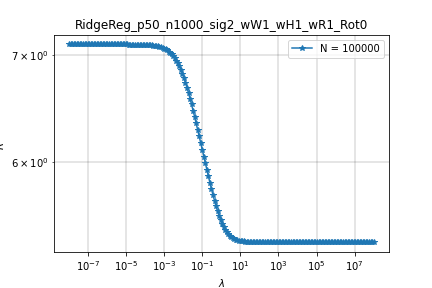 RidgeReg_p50_n1000_sig2_wW1_wH1_wR1_Rot0
N = 100000
7 × 10⁰
6 × 10⁰
10⁻⁷ 10⁻⁵ 10⁻³ 10⁻¹ 10¹ 10³ 10⁵ 10⁷
λ